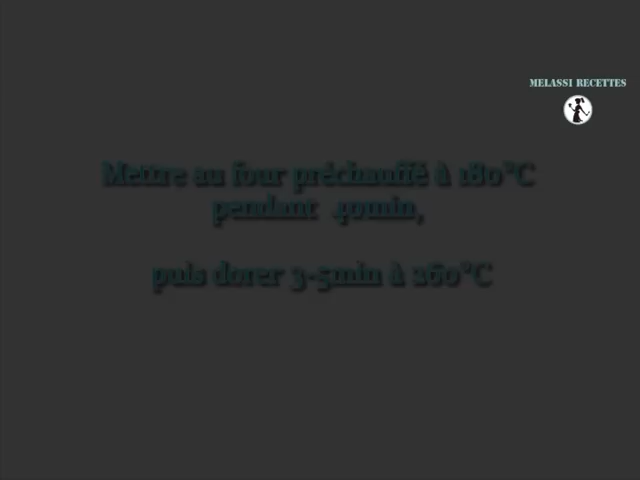 MELASSI RECETTES
Mettre au four préchauffé à 180°C
pendant 40min,
puis dorer 3-5min à 260°C